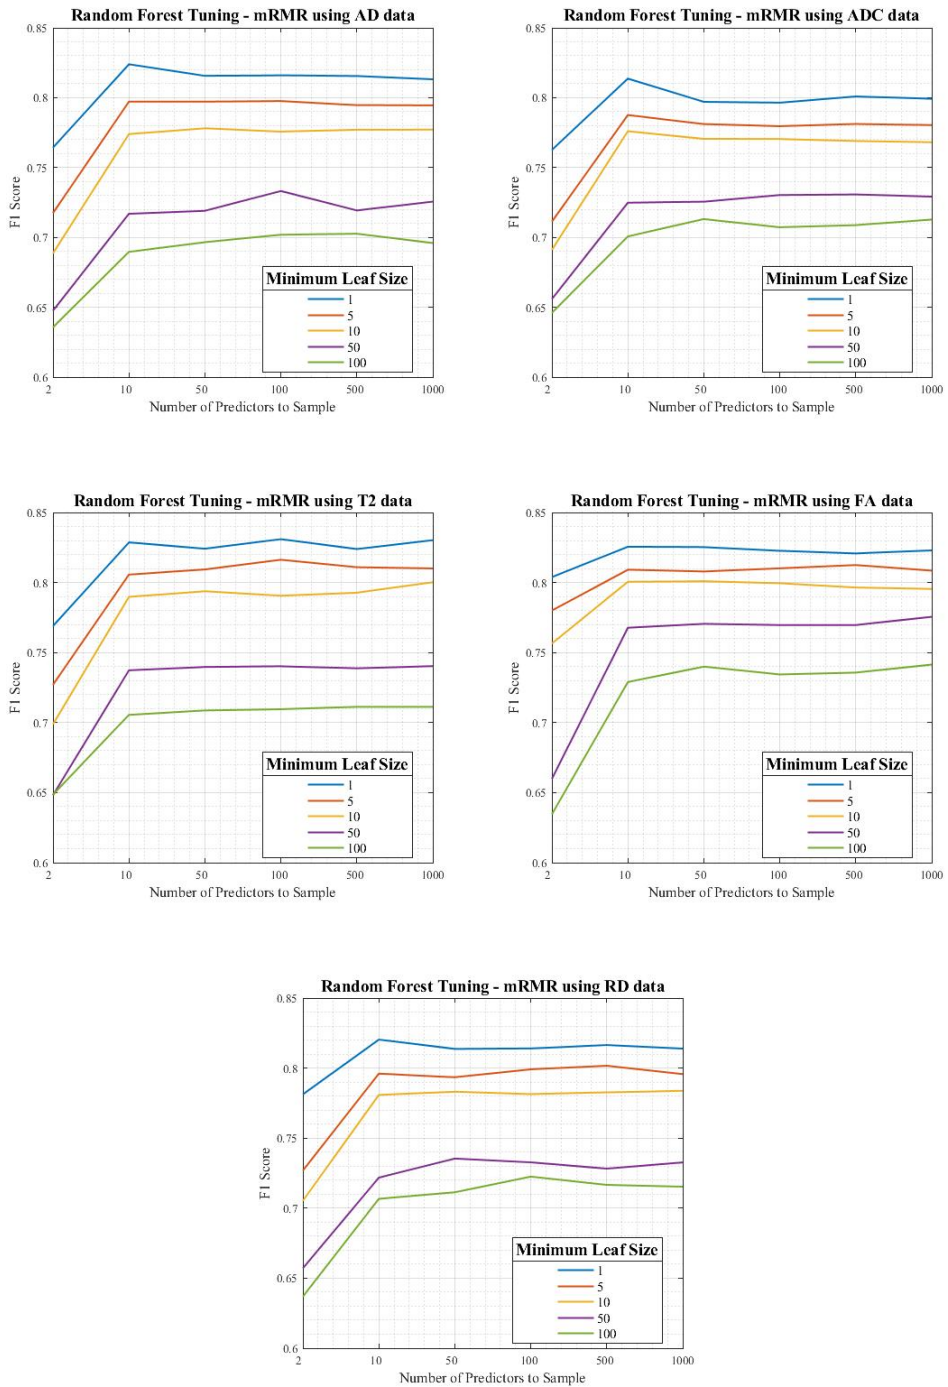 Random Forest Tuning - mRMR using AD data
0.85
0.8
0.75
0.7
0.65
0.6
F1 Score
Minimum Leaf Size
1
5
10
50
100
2 10 50 100 500 1000
Number of Predictors to Sample
Random Forest Tuning - mRMR using ADC data
0.85
0.8
0.75
0.7
0.65
0.6
F1 Score
Minimum Leaf Size
1
5
10
50
100
2 10 50 100 500 1000
Number of Predictors to Sample
Random Forest Tuning - mRMR using T2 data
0.85
0.8
0.75
0.7
0.65
0.6
F1 Score
Minimum Leaf Size
1
5
10
50
100
2 10 50 100 500 1000
Number of Predictors to Sample
Random Forest Tuning - mRMR using FA data
0.85
0.8
0.75
0.7
0.65
0.6
F1 Score
Minimum Leaf Size
1
5
10
50
100
2 10 50 100 500 1000
Number of Predictors to Sample
Random Forest Tuning - mRMR using RD data
0.85
0.8
0.75
0.7
0.65
0.6
F1 Score
Minimum Leaf Size
1
5
10
50
100
2 10 50 100 500 1000
Number of Predictors to Sample